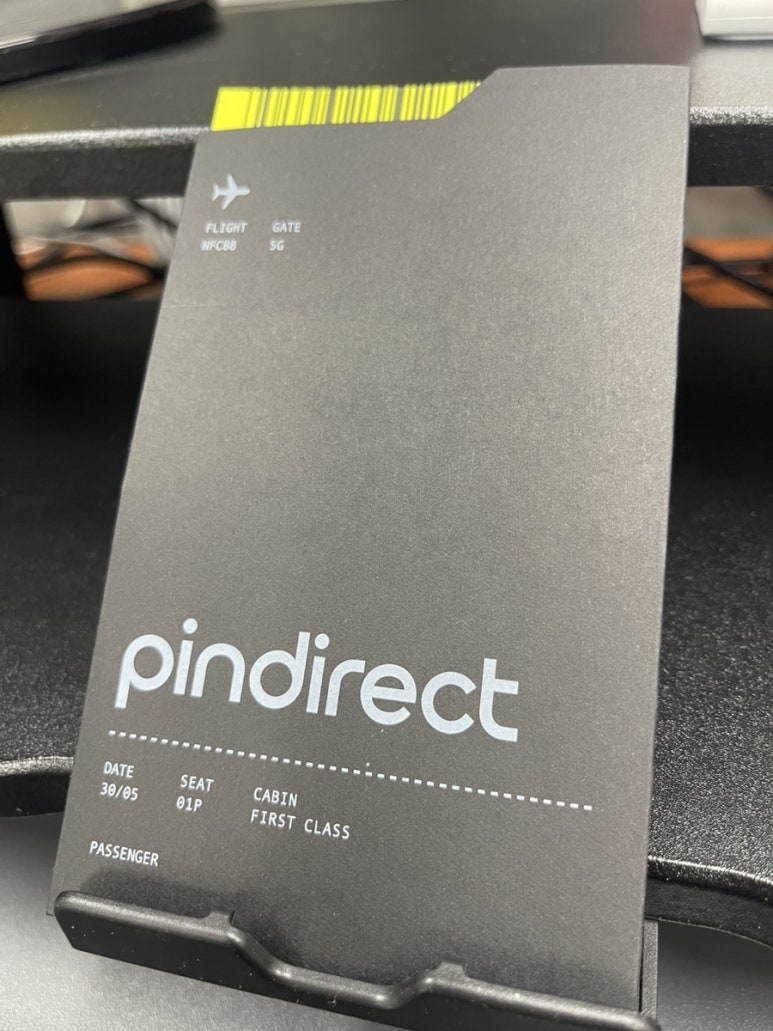 FLIGHT GATE
NFC88 5G
pindirect
DATE SEAT CABIN
30/05 01P FIRST CLASS
PASSENGER